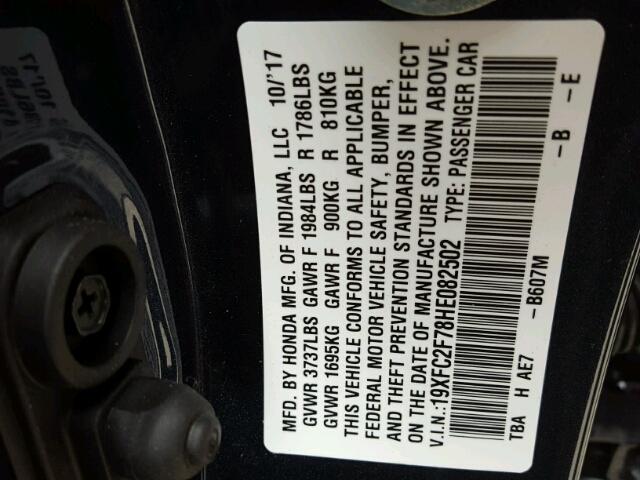 MFD. BY HONDA MFG. OF INDIANA, LLC 10/'17
GVWR 3737LBS GAWR F 1984LBS R 1786LBS
GVWR 1695KG GAWR F 900KG R 810KG
THIS VEHICLE CONFORMS TO ALL APPLICABLE
FEDERAL MOTOR VEHICLE SAFETY, BUMPER,
AND THEFT PREVENTION STANDARDS IN EFFECT
ON THE DATE OF MANUFACTURE SHOWN ABOVE.
V.I.N.:19XFC2F78HE082502 TYPE: PASSENGER CAR
TBA H AE7 -B607M -B -E